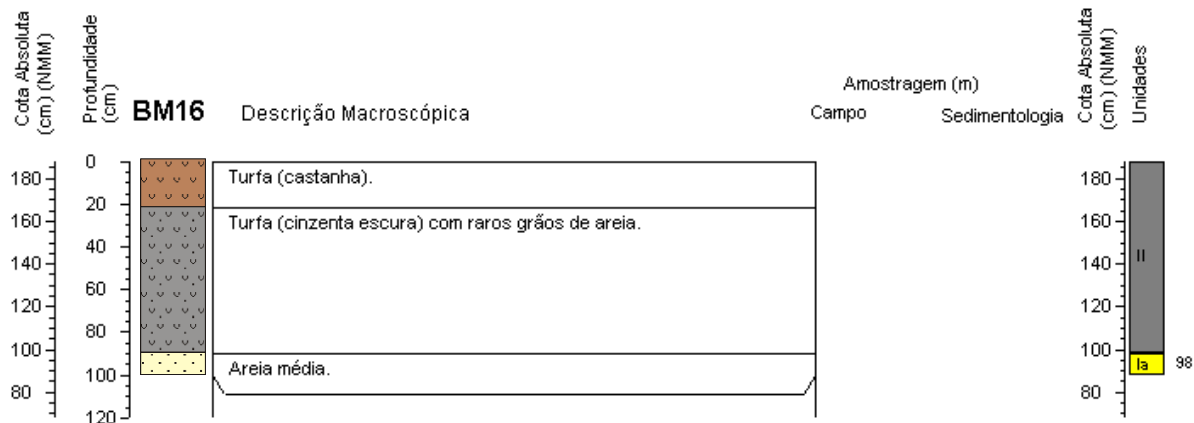 Cota Absoluta
(cm) (NMM)
Profundidade
(cm)
BM16
Descrição Macroscópica
Amostragem (m)
Campo
Sedimentologia
Cota Absoluta
(cm) (NMM)
Unidades
180
160
140
120
100
80
0
20
40
60
80
100
120
Turfa (castanha).
Turfa (cinzenta escura) com raros grãos de areia.
Areia média.
180
160
140
120
100
80
II
Ia
98